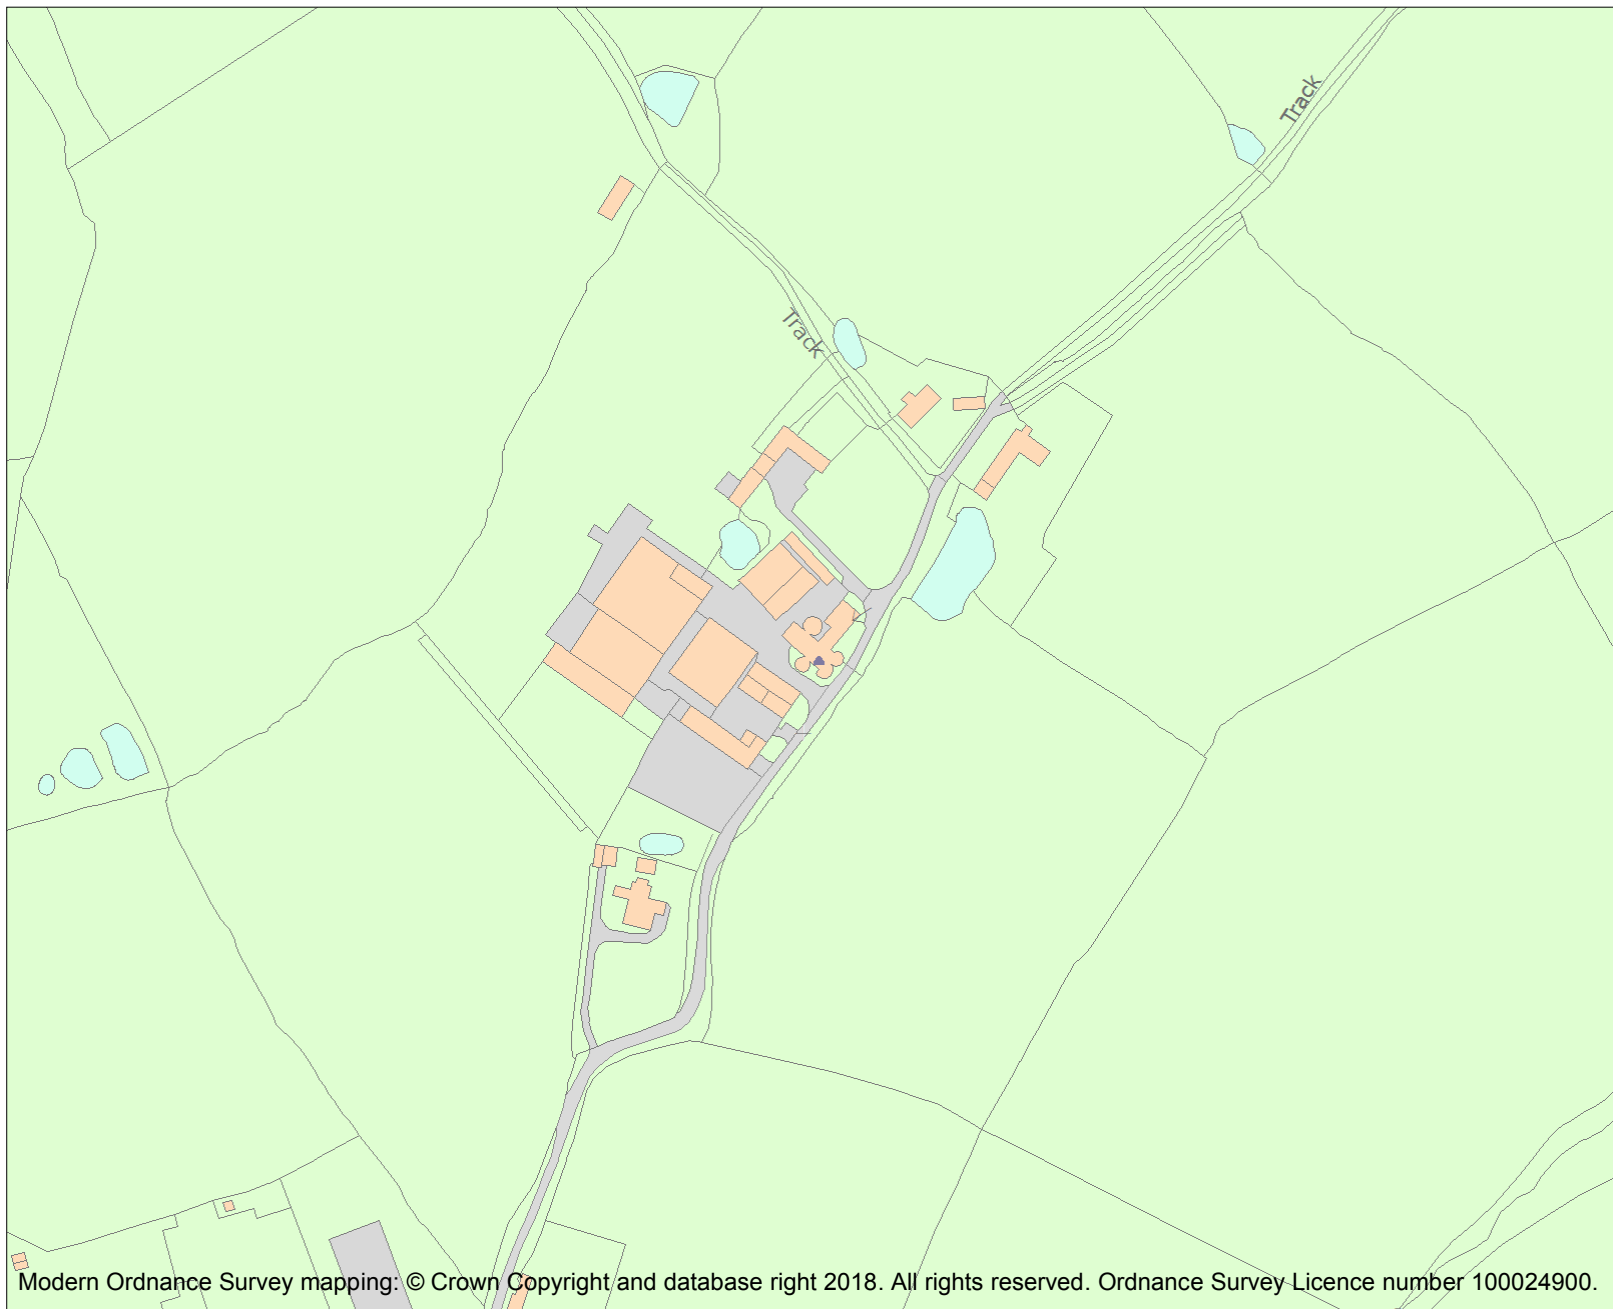 Track
Track
Modern Ordnance Survey mapping: © Crown Copyright and database right 2018. All rights reserved. Ordnance Survey Licence number 100024900.